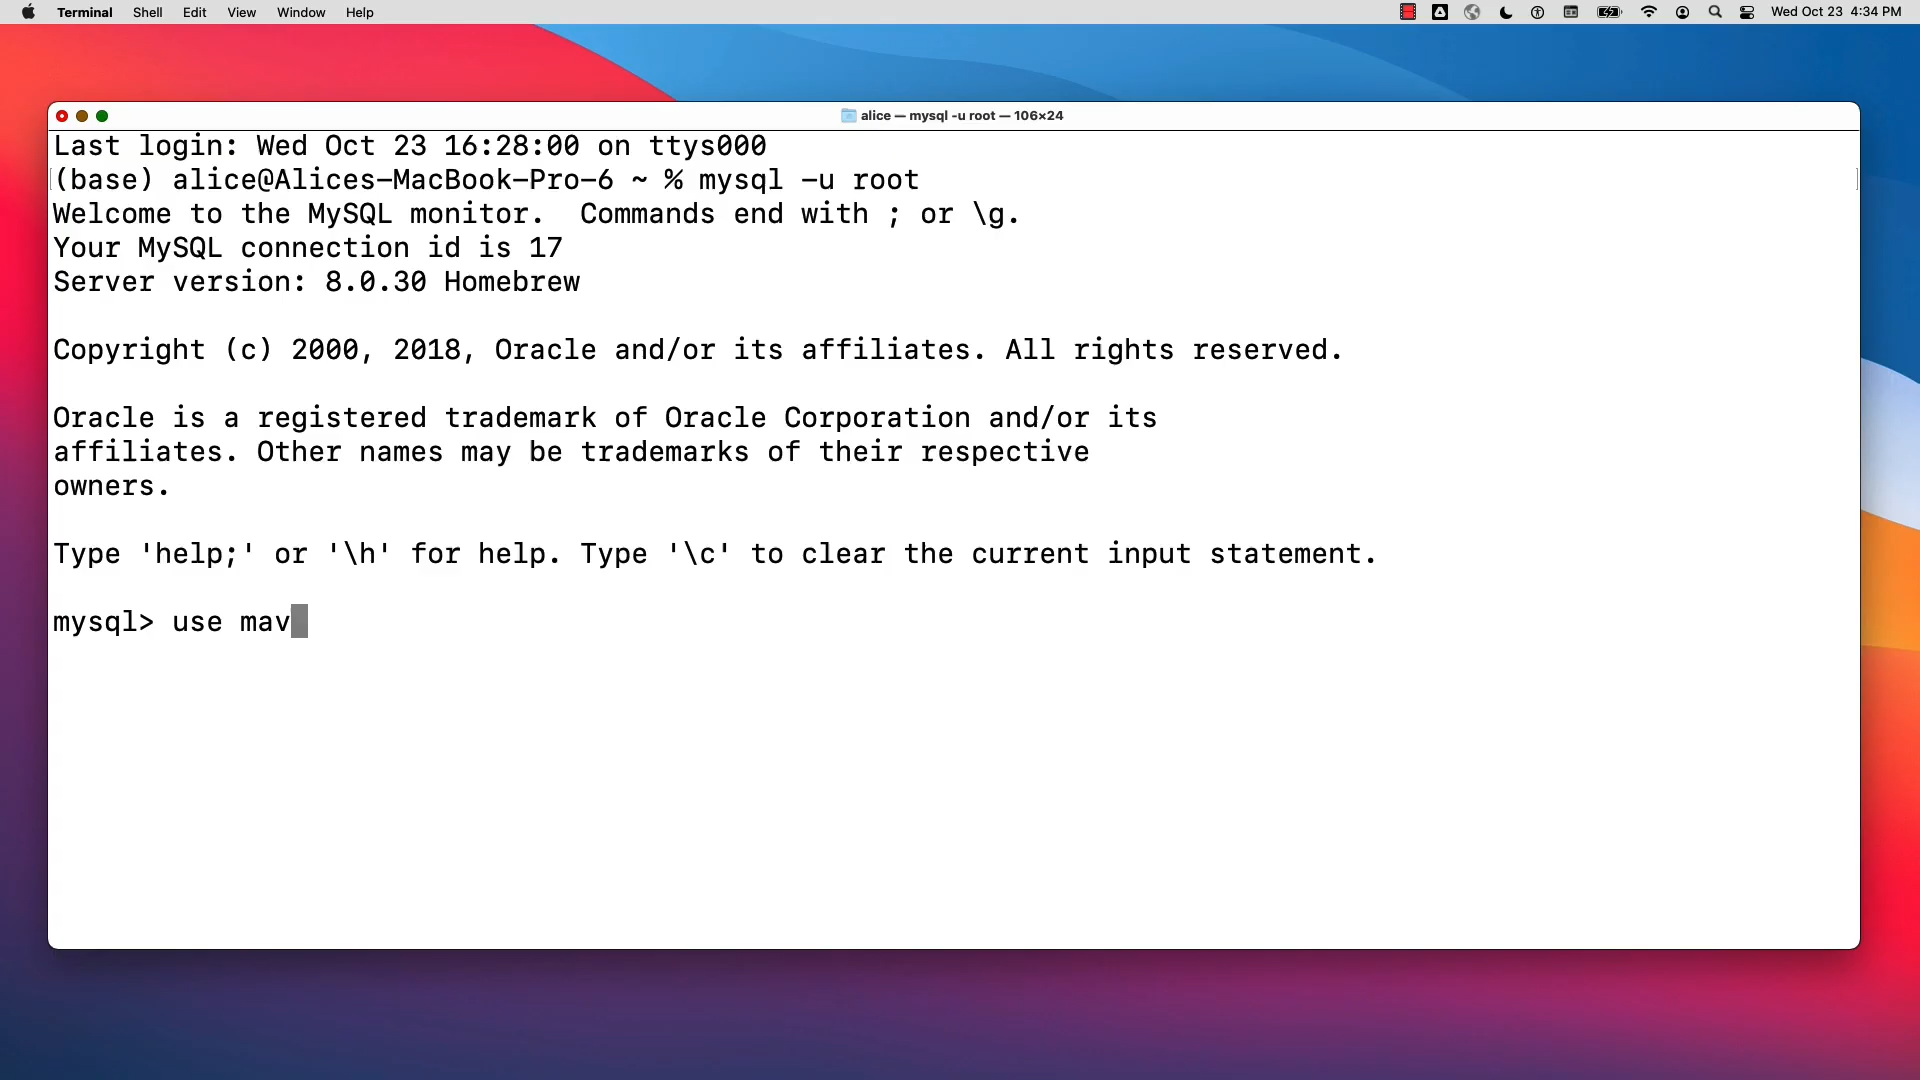 Terminal Shell Edit View Window Help Wed Oct 23 4:34 PM
alice — mysql -u root — 106×24
Last login: Wed Oct 23 16:28:00 on ttys000
(base) alice@Alices-MacBook-Pro-6 ~ % mysql -u root
Welcome to the MySQL monitor.  Commands end with ; or \g.
Your MySQL connection id is 17
Server version: 8.0.30 Homebrew
Copyright (c) 2000, 2018, Oracle and/or its affiliates. All rights reserved.
Oracle is a registered trademark of Oracle Corporation and/or its
affiliates. Other names may be trademarks of their respective
owners.
Type 'help;' or '\h' for help. Type '\c' to clear the current input statement.
mysql> use mav